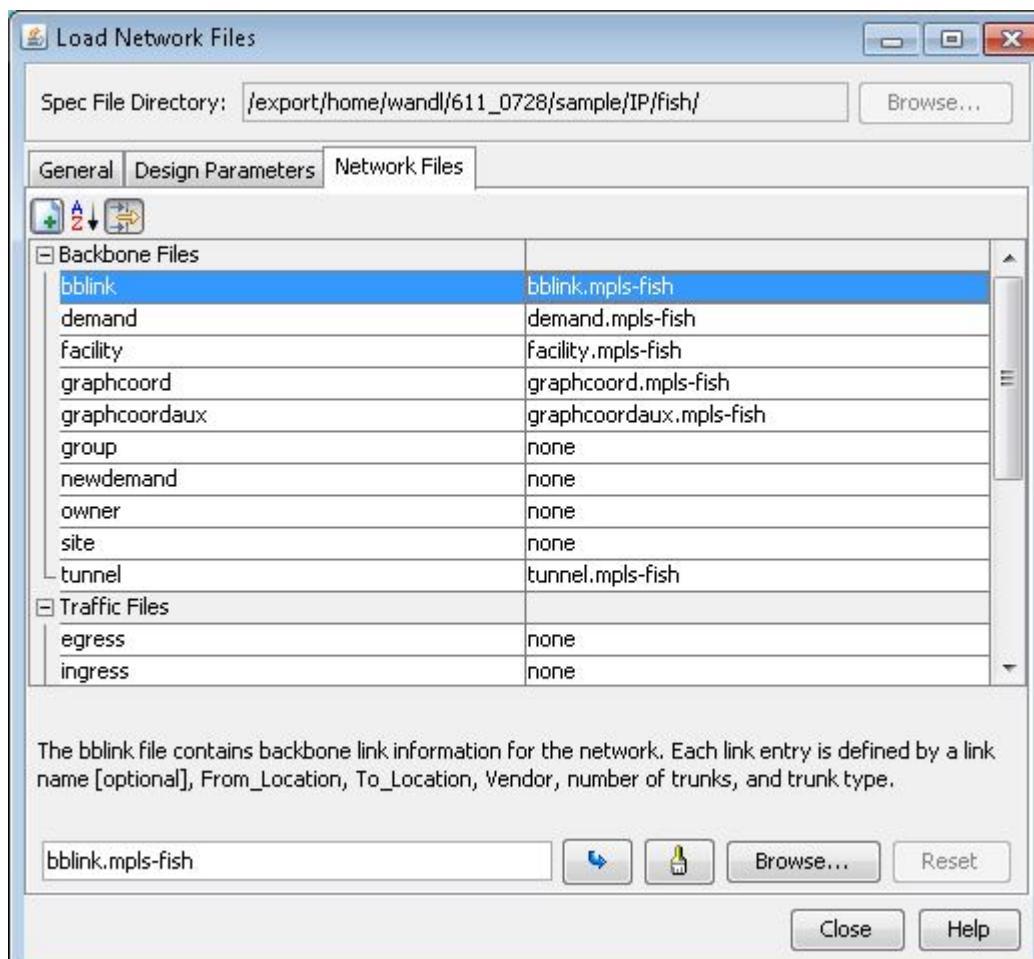 Load Network Files
Spec File Directory: /export/home/wandl/611_0728/sample/IP/fish/ Browse...
General Design Parameters Network Files
A
Z
Backbone Files
bblink bblink.mpls-fish
demand demand.mpls-fish
facility facility.mpls-fish
graphcoord graphcoord.mpls-fish
graphcoordaux graphcoordaux.mpls-fish
group none
newdemand none
owner none
site none
tunnel tunnel.mpls-fish
Traffic Files
egress none
ingress none
The bblink file contains backbone link information for the network. Each link entry is defined by a link
name [optional], From_Location, To_Location, Vendor, number of trunks, and trunk type.
bblink.mpls-fish Browse... Reset
Close Help